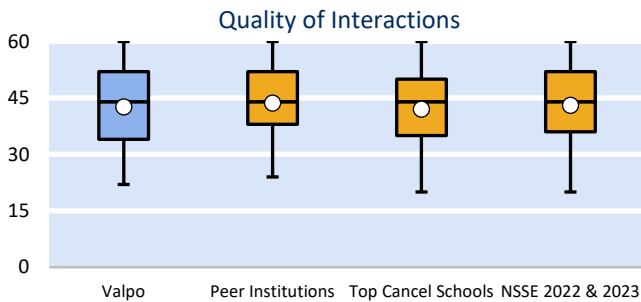 Quality of Interactions
60
45
30
15
0
Valpo Peer Institutions Top Cancel Schools NSSE 2022 & 2023